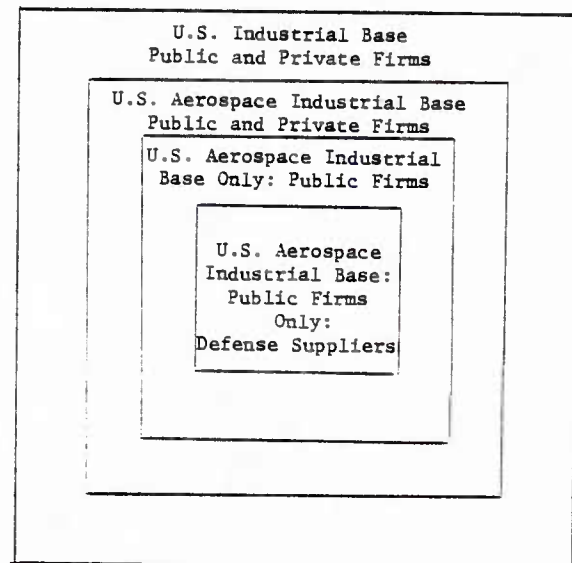 U.S. Industrial Base
Public and Private Firms
U.S. Aerospace Industrial Base
Public and Private Firms
U.S. Aerospace Industrial
Base Only: Public Firms
U.S. Aerospace
Industrial Base:
Public Firms
Only:
Defense Suppliers